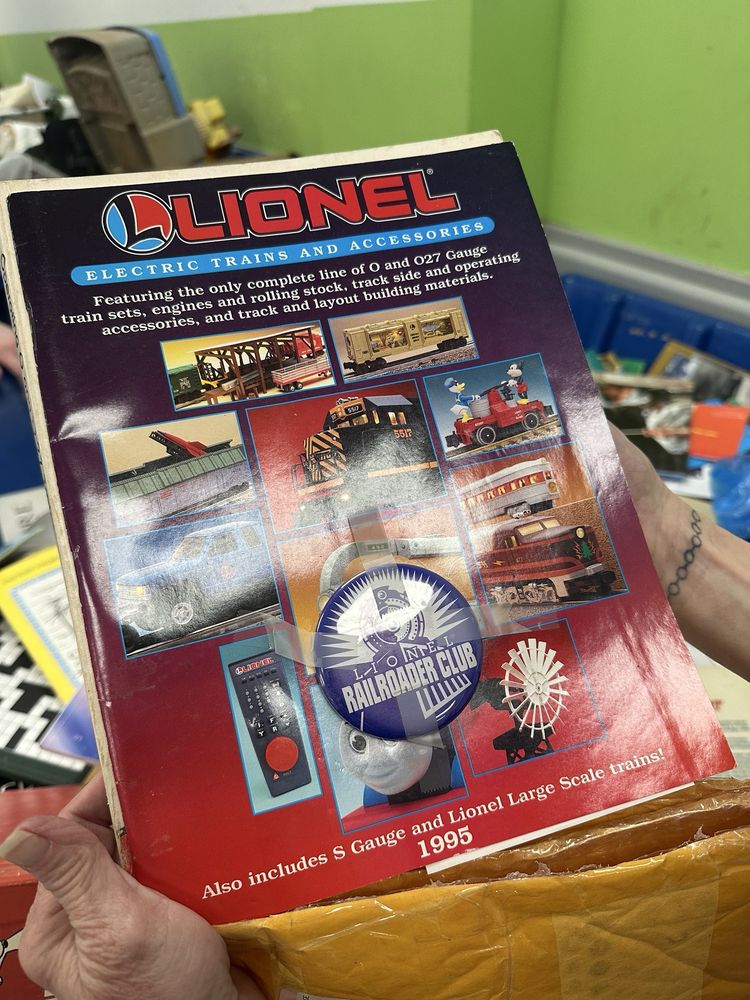 LIONEL®
ELECTRIC TRAINS AND ACCESSORIES
Featuring the only complete line of O and O27 Gauge
train sets, engines and rolling stock, track side and operating
accessories, and track and layout building materials.
5517
5517
LIONEL
RAILROADER CLUB
LIONEL
Also includes S Gauge and Lionel Large Scale trains!
1995